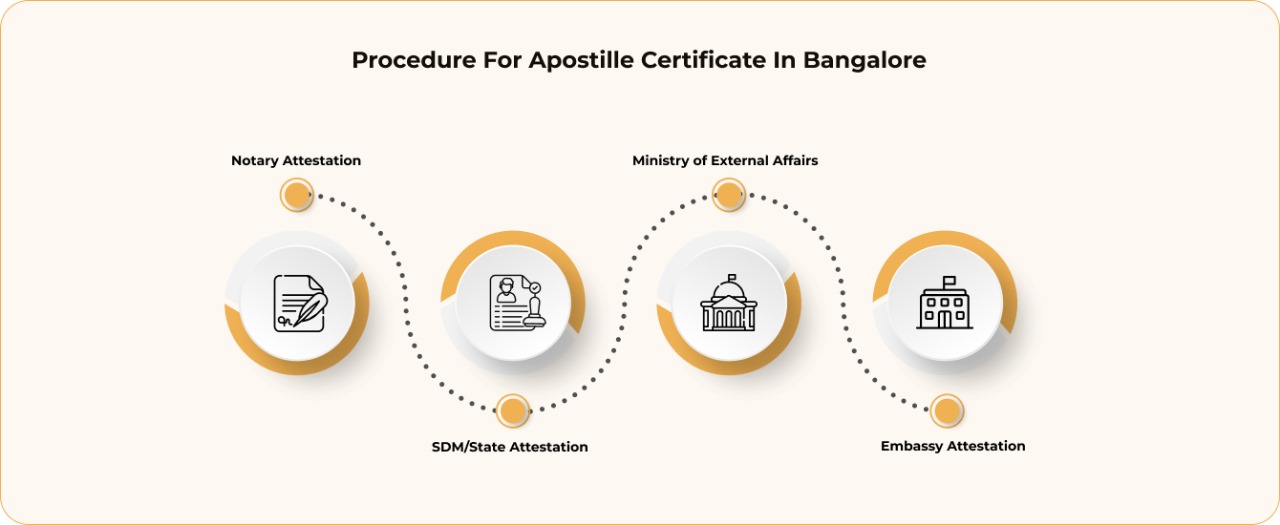 Procedure For Apostille Certificate In Bangalore
Notary Attestation
Ministry of External Affairs
SDM/State Attestation
Embassy Attestation